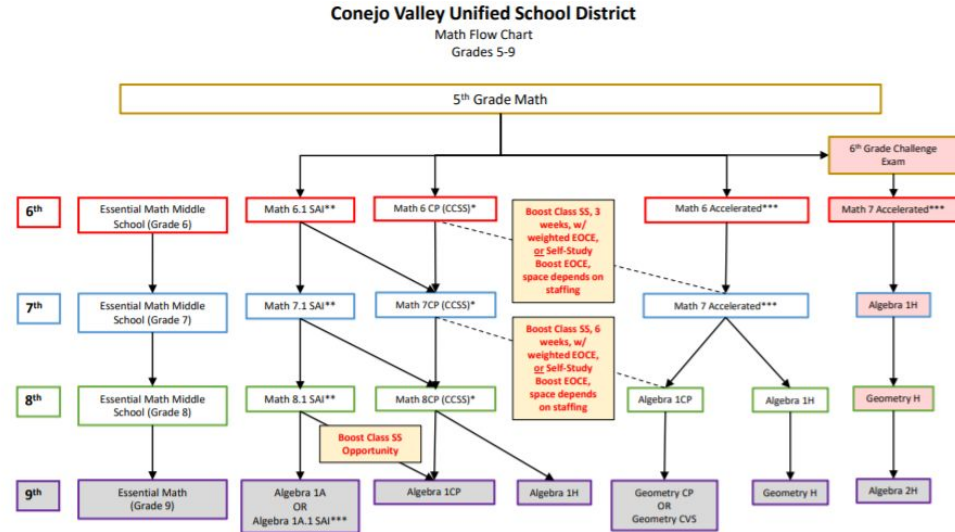 Conejo Valley Unified School District
Math Flow Chart
Grades 5-9
5th Grade Math
6th Grade Challenge
Exam
6th
Essential Math Middle
School (Grade 6)
Math 6.1 SAI**
Math 6 CP (CCSS)*
Boost Class SS, 3
weeks, w/
weighted EOCE,
or Self-Study
Boost EOCE,
space depends on
staffing
Math 6 Accelerated***
Math 7 Accelerated***
7th
Essential Math Middle
School (Grade 7)
Math 7.1 SAI**
Math 7CP (CCSS)*
Math 7 Accelerated***
Algebra 1H
Boost Class SS, 6
weeks, w/
weighted EOCE,
or Self-Study
Boost EOCE,
space depends
on staffing
8th
Essential Math Middle
School (Grade 8)
Math 8.1 SAI**
Math 8CP (CCSS)*
Algebra 1CP
Algebra 1H
Geometry H
Boost Class SS
Opportunity
9th
Essential Math
(Grade 9)
Algebra 1A
OR
Algebra 1A.1 SAI***
Algebra 1CP
Algebra 1H
Geometry CP
OR
Geometry CVS
Geometry H
Algebra 2H